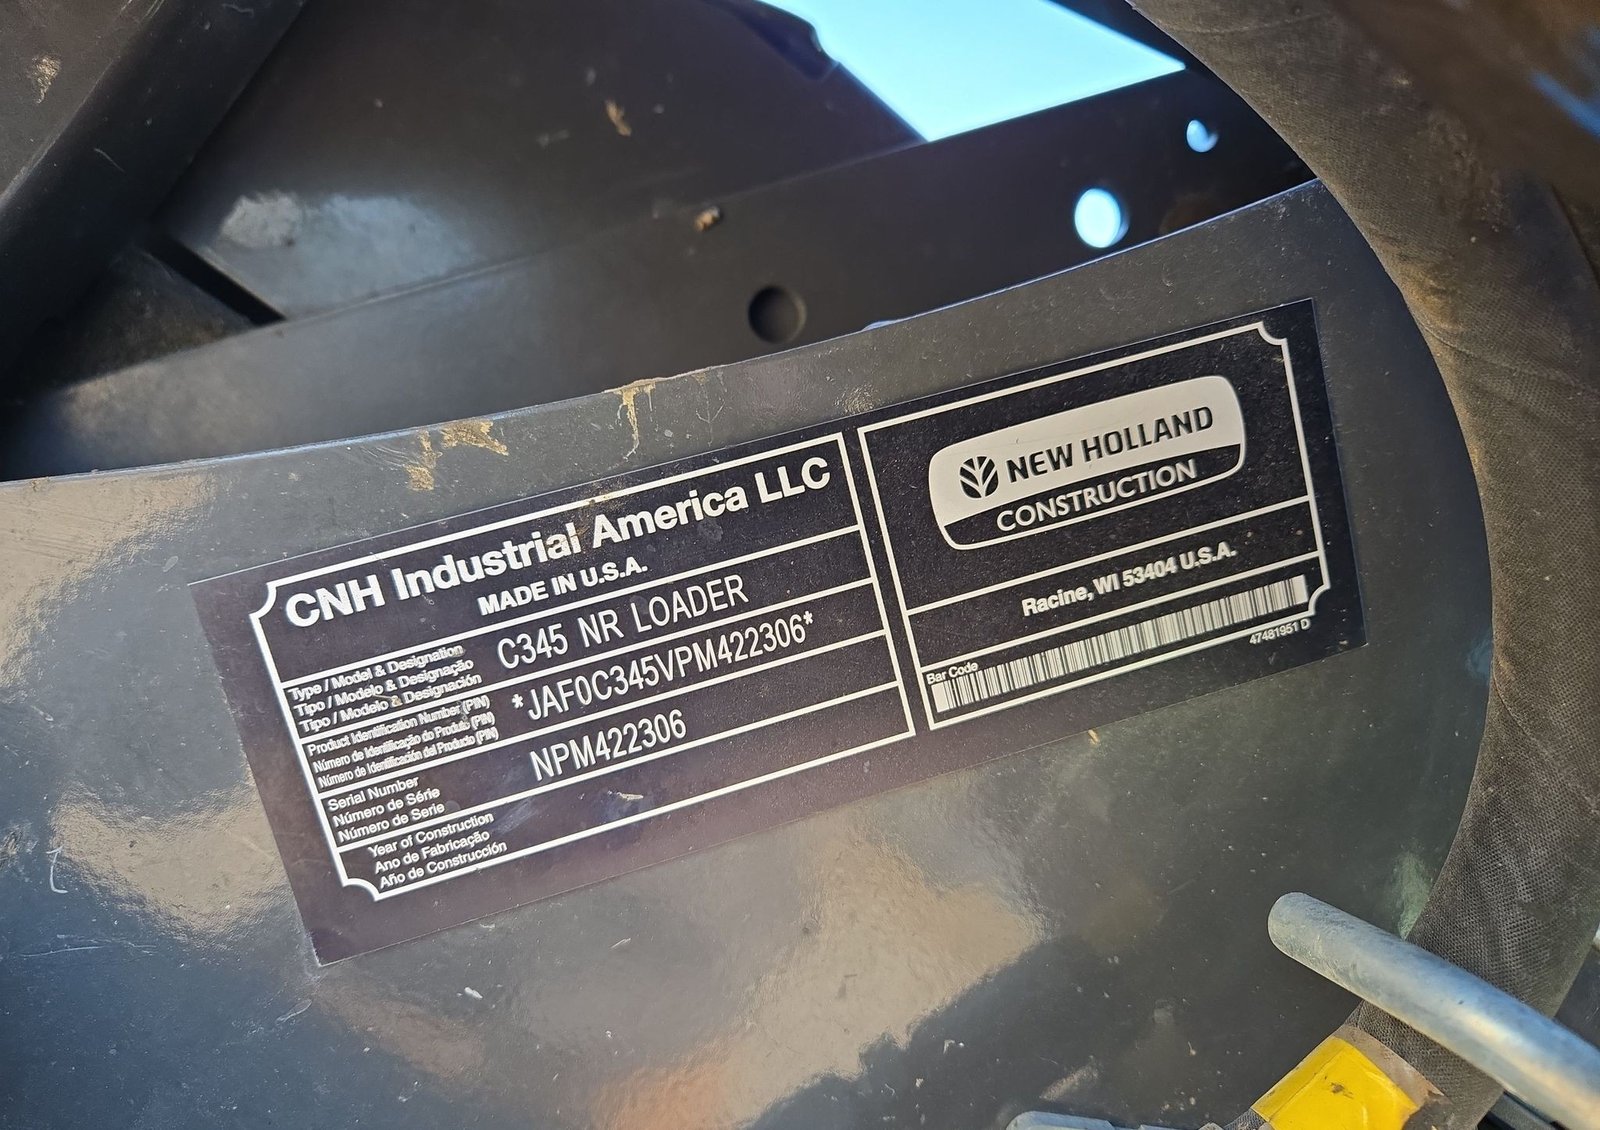 CNH Industrial America LLC
MADE IN U.S.A.
Type / Model & Designation
Tipo / Modelo & Designação
Tipo / Modelo & Designación
C345 NR LOADER
Product Identification Number (PIN)
Número de Identificação do Produto (PIN)
Número de Identificación del Producto (PIN)
*JAF0C345VPM422306*
Serial Number
Número de Série
Número de Serie
NPM422306
Year of Construction
Ano de Fabricação
Año de Construcción
NEW HOLLAND
CONSTRUCTION
Racine, WI 53404 U.S.A.
Bar Code
47481951 D